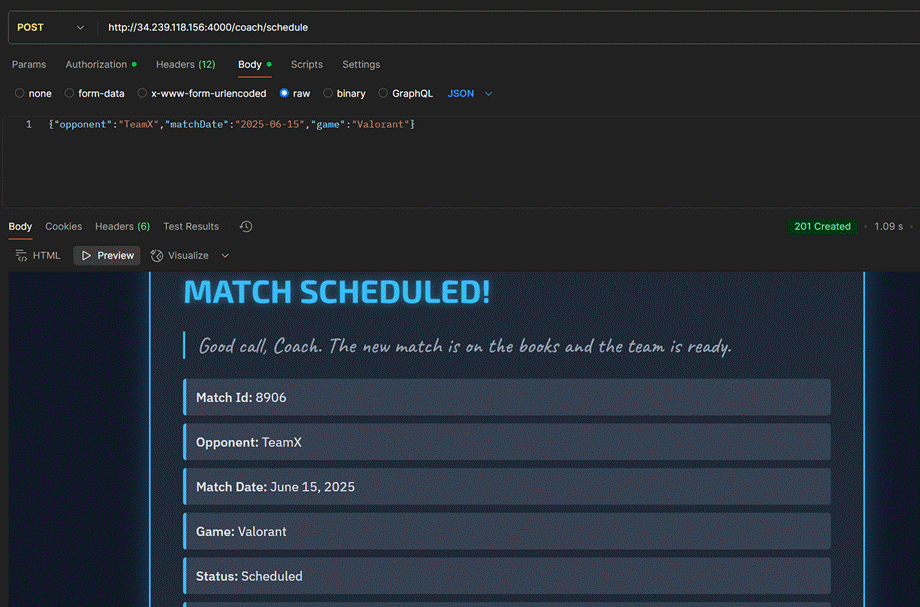 POST http://34.239.118.156:4000/coach/schedule
Params Authorization Headers (12) Body Scripts Settings
none form-data x-www-form-urlencoded raw binary GraphQL JSON
1 {"opponent":"TeamX","matchDate":"2025-06-15","game":"Valorant"}
Body Cookies Headers (6) Test Results 201 Created 1.09 s
HTML Preview Visualize
MATCH SCHEDULED!
Good call, Coach. The new match is on the books and the team is ready.
Match Id: 8906
Opponent: TeamX
Match Date: June 15, 2025
Game: Valorant
Status: Scheduled